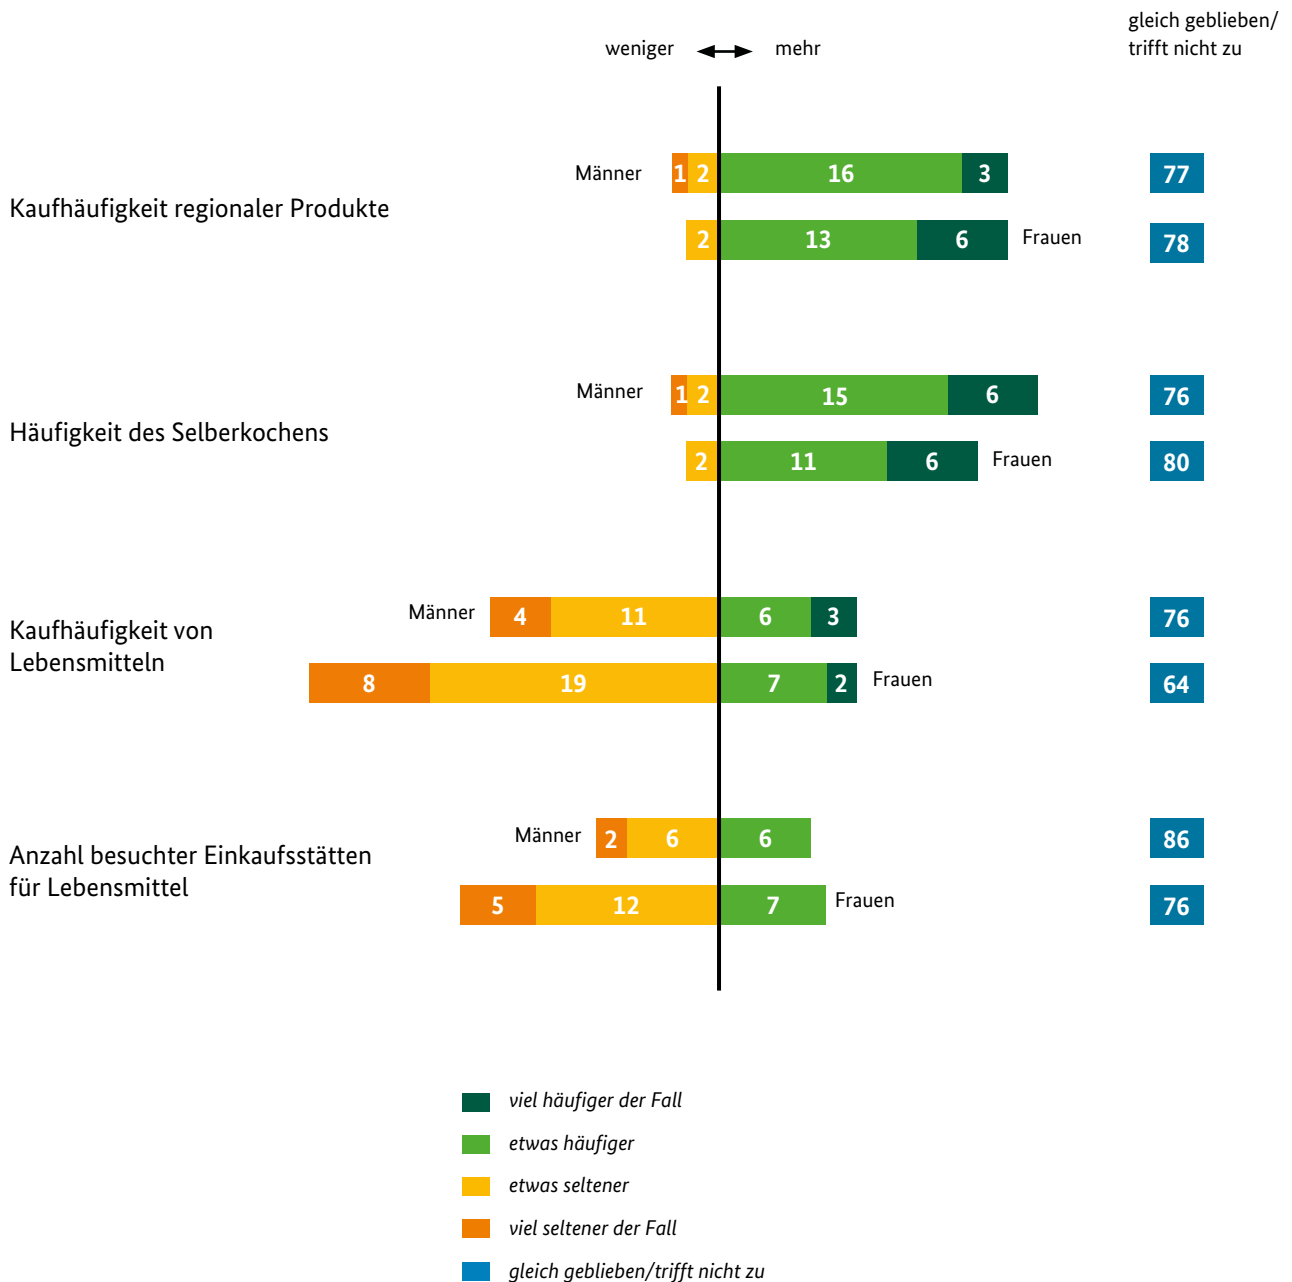 gleich geblieben/
trifft nicht zu
weniger mehr
Männer 1 2 16 3 77
Kaufhäufigkeit regionaler Produkte
2 13 6 Frauen 78
Männer 1 2 15 6 76
Häufigkeit des Selberkochens
2 11 6 Frauen 80
Männer 4 11 6 3 76
Kaufhäufigkeit von
Lebensmitteln
8 19 7 2 Frauen 64
Männer 2 6 6 86
Anzahl besuchter Einkaufsstätten
für Lebensmittel
5 12 7 Frauen 76
viel häufiger der Fall
etwas häufiger
etwas seltener
viel seltener der Fall
gleich geblieben/trifft nicht zu